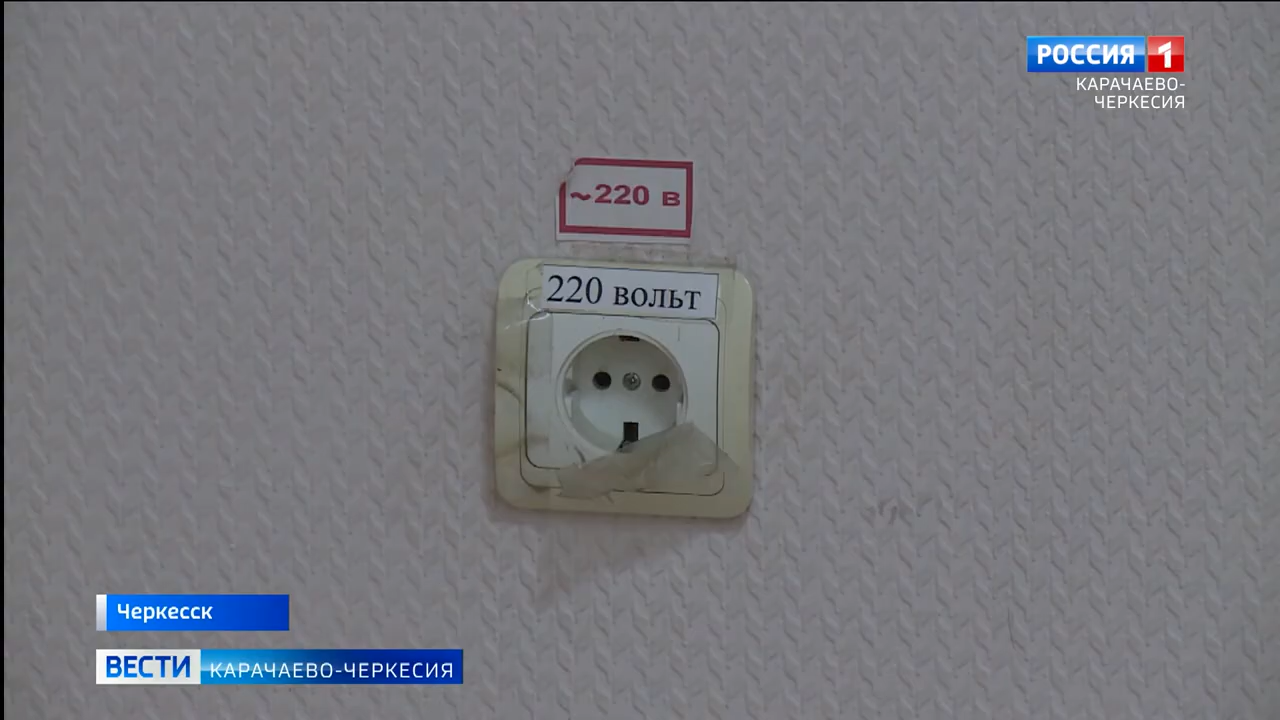 РОССИЯ 1
КАРАЧАЕВО-
ЧЕРКЕСИЯ
~220 в
220 вольт
Черкесск
ВЕСТИ КАРАЧАЕВО-ЧЕРКЕСИЯ